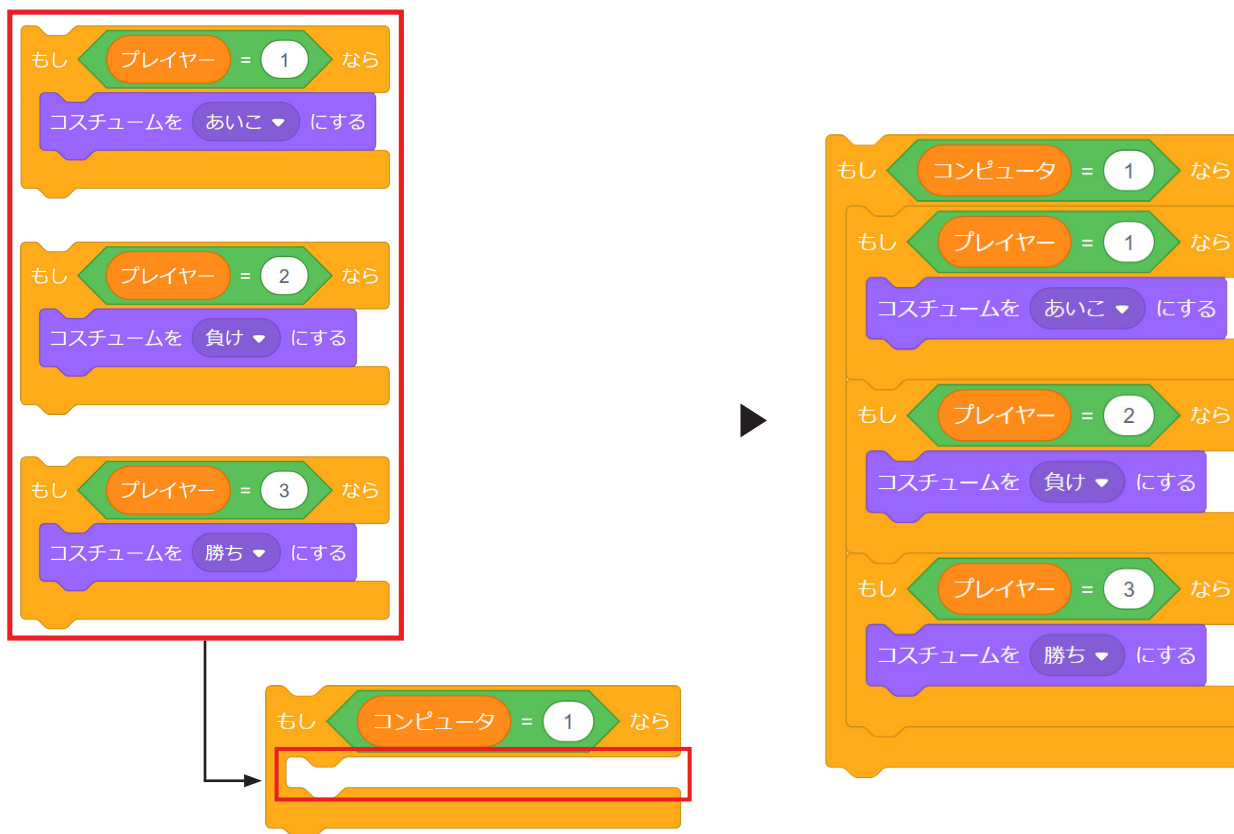 もし プレイヤー = 1 なら
コスチュームを あいこ にする
もし プレイヤー = 2 なら
コスチュームを 負け にする
もし プレイヤー = 3 なら
コスチュームを 勝ち にする
もし コンピュータ = 1 なら
もし コンピュータ = 1 なら
もし プレイヤー = 1 なら
コスチュームを あいこ にする
もし プレイヤー = 2 なら
コスチュームを 負け にする
もし プレイヤー = 3 なら
コスチュームを 勝ち にする